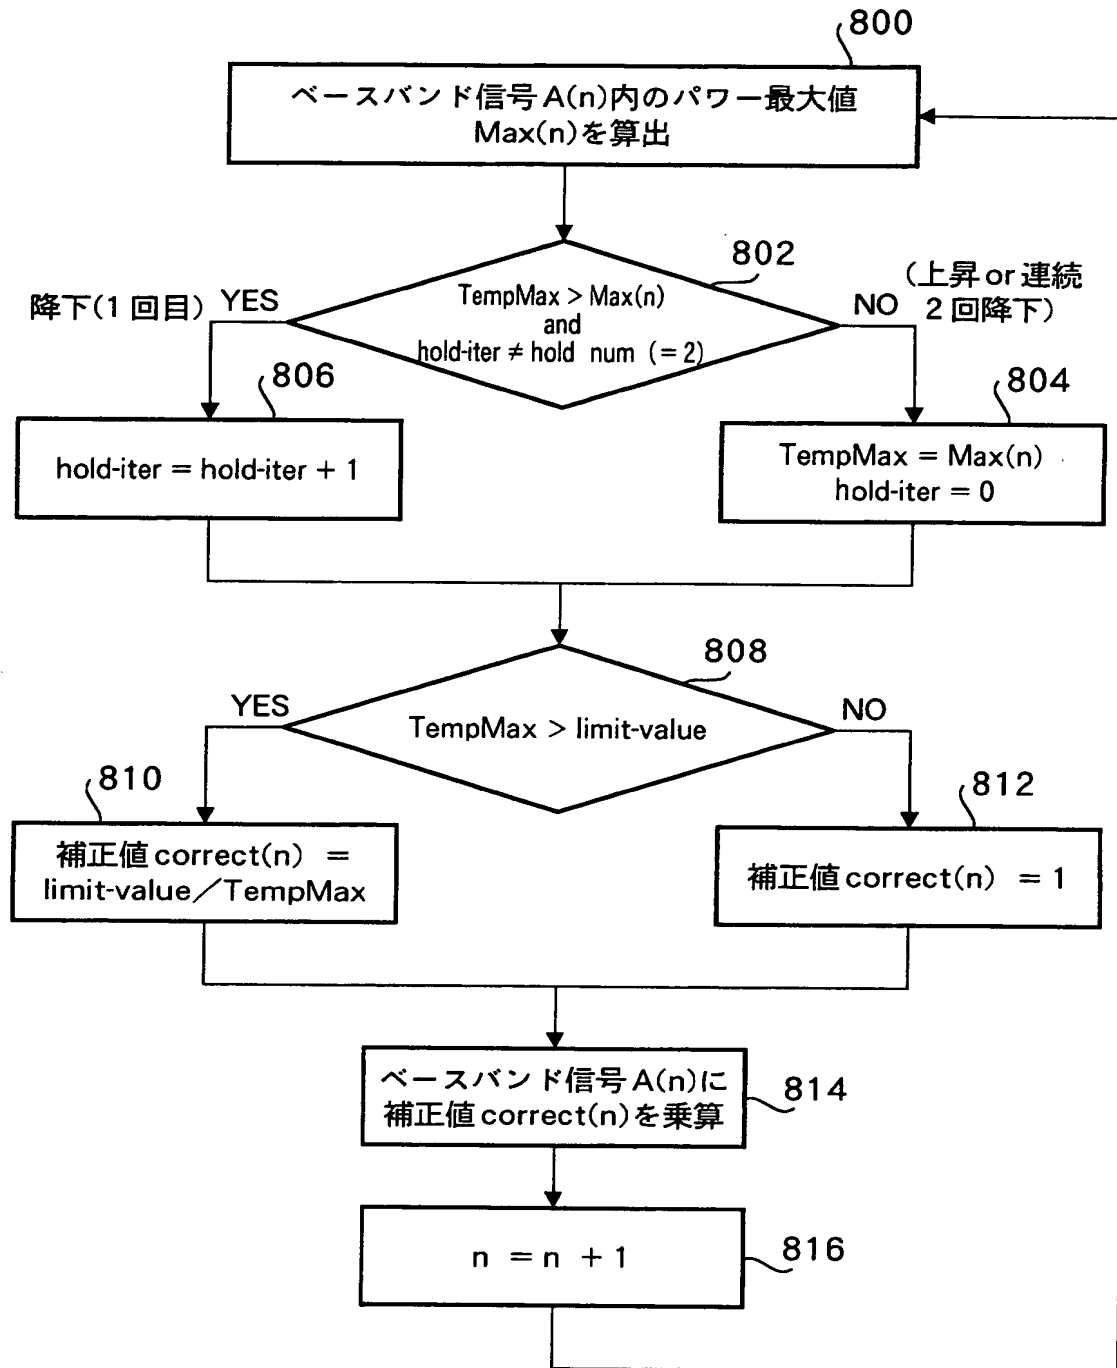 800
ベースバンド信号A(n)内のパワー最大値
Max(n)を算出
802
降下(1回目) YES
TempMax > Max(n)
and
hold-iter ≠ hold num (= 2)
NO (上昇or連続
2回降下)
806
hold-iter = hold-iter + 1
804
TempMax = Max(n)
hold-iter = 0
808
YES
TempMax > limit-value
NO
810
補正値correct(n) =
limit-value／TempMax
812
補正値correct(n) = 1
ベースバンド信号A(n)に
補正値correct(n)を乗算
814
n = n + 1
816